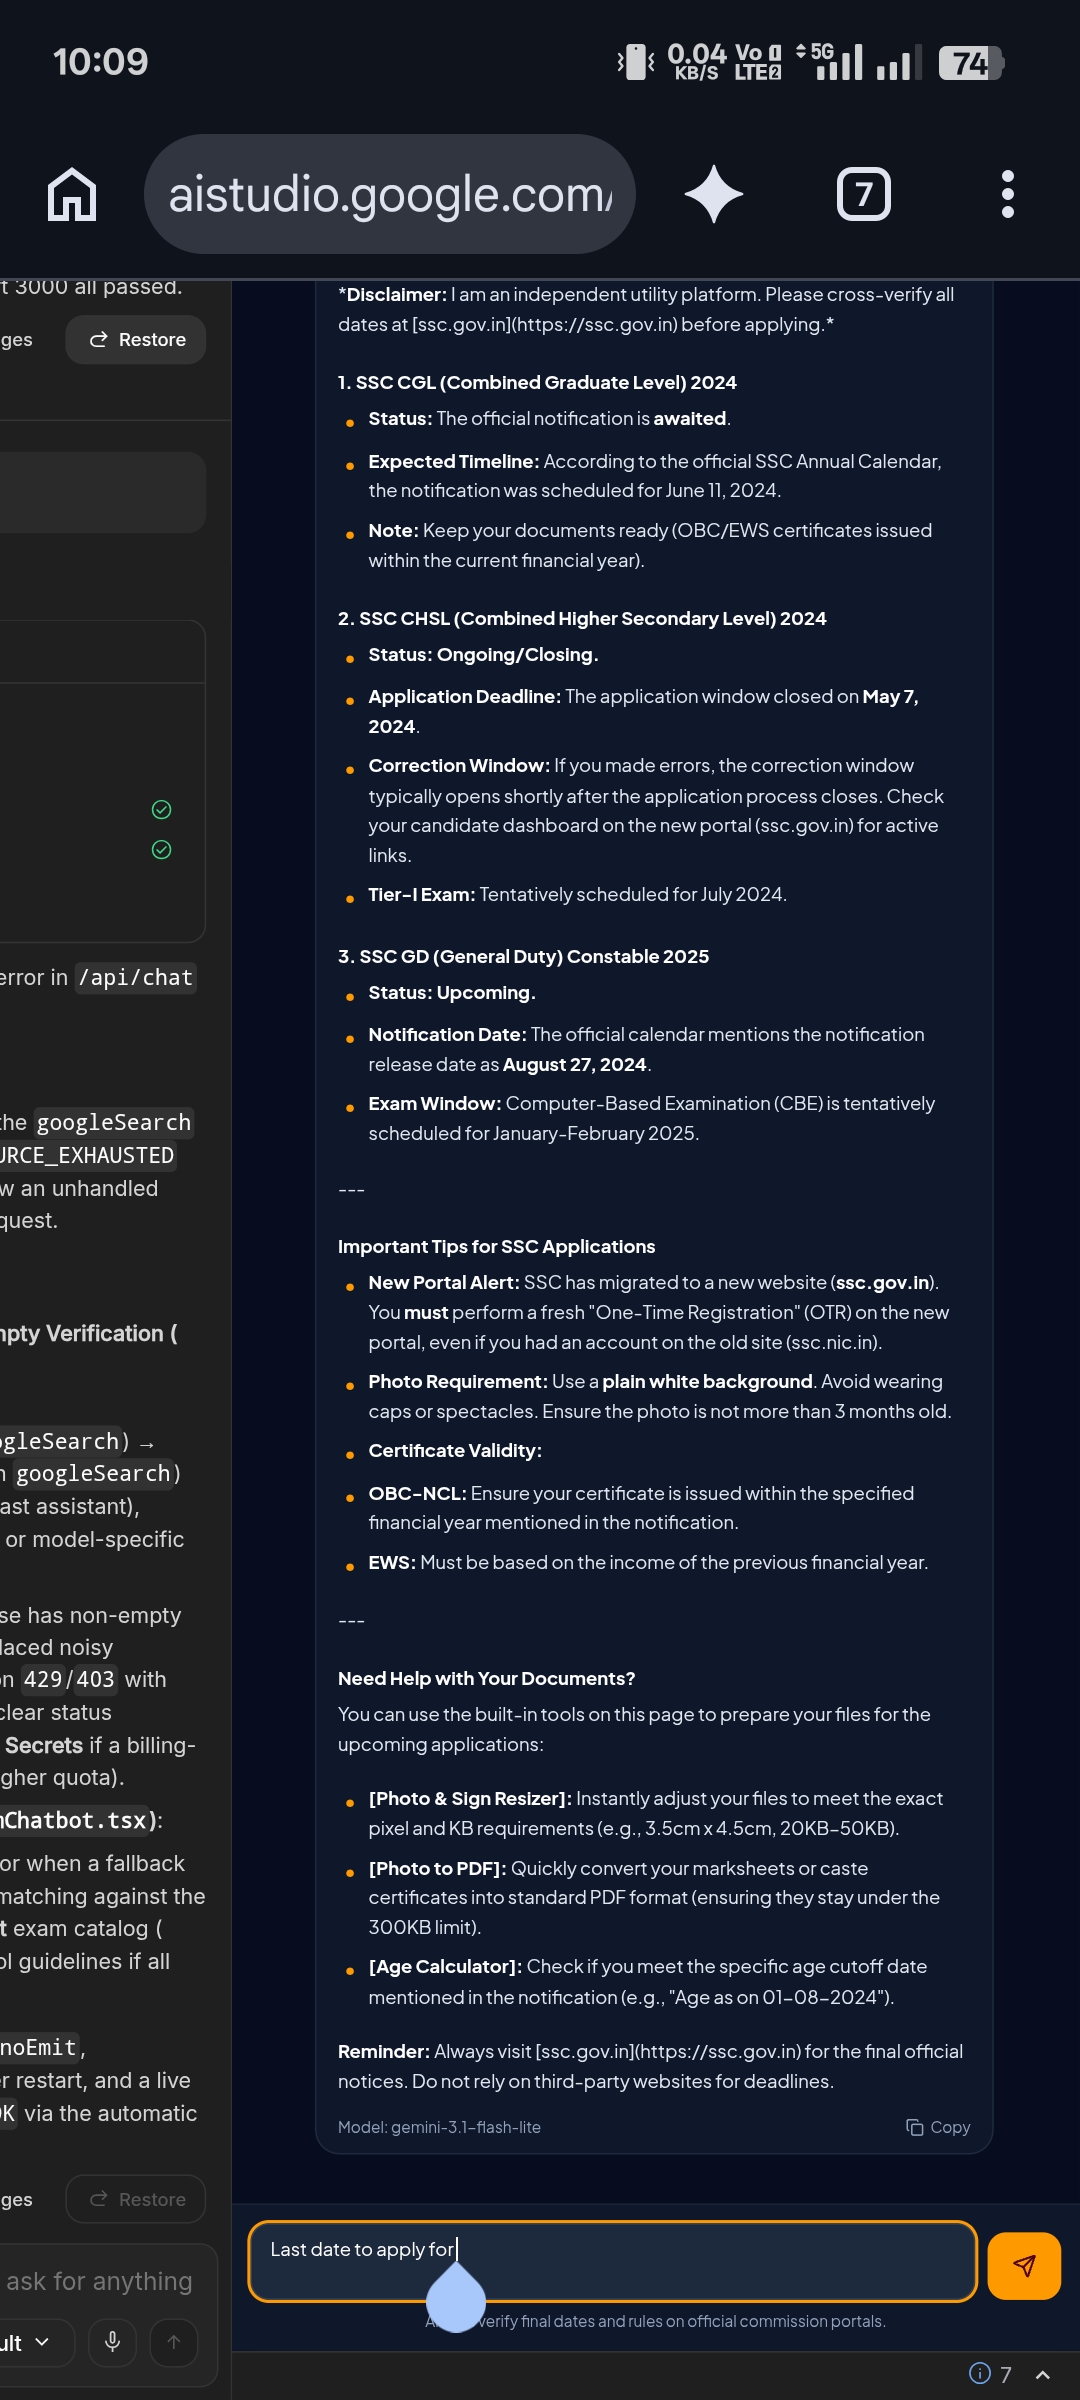 10:09
0.04 KB/S Vo 1 LTE 2 5G 74
aistudio.google.com/
7
t 3000 all passed.
ges Restore
error in /api/chat
the googleSearch
URCE_EXHAUSTED
w an unhandled
quest.
npty Verification (
ogleSearch) →
n googleSearch)
ast assistant),
or model-specific
se has non-empty
laced noisy
on 429/403 with
clear status
Secrets if a billing-
gher quota).
nChatbot.tsx):
or when a fallback
matching against the
t exam catalog (
ol guidelines if all
noEmit,
er restart, and a live
OK via the automatic
ges Restore
ask for anything
ult
*Disclaimer: I am an independent utility platform. Please cross-verify all
dates at [ssc.gov.in](https://ssc.gov.in) before applying.*
1. SSC CGL (Combined Graduate Level) 2024
Status: The official notification is awaited.
Expected Timeline: According to the official SSC Annual Calendar,
the notification was scheduled for June 11, 2024.
Note: Keep your documents ready (OBC/EWS certificates issued
within the current financial year).
2. SSC CHSL (Combined Higher Secondary Level) 2024
Status: Ongoing/Closing.
Application Deadline: The application window closed on May 7,
2024.
Correction Window: If you made errors, the correction window
typically opens shortly after the application process closes. Check
your candidate dashboard on the new portal (ssc.gov.in) for active
links.
Tier-I Exam: Tentatively scheduled for July 2024.
3. SSC GD (General Duty) Constable 2025
Status: Upcoming.
Notification Date: The official calendar mentions the notification
release date as August 27, 2024.
Exam Window: Computer-Based Examination (CBE) is tentatively
scheduled for January-February 2025.
---
Important Tips for SSC Applications
New Portal Alert: SSC has migrated to a new website (ssc.gov.in).
You must perform a fresh "One-Time Registration" (OTR) on the new
portal, even if you had an account on the old site (ssc.nic.in).
Photo Requirement: Use a plain white background. Avoid wearing
caps or spectacles. Ensure the photo is not more than 3 months old.
Certificate Validity:
OBC-NCL: Ensure your certificate is issued within the specified
financial year mentioned in the notification.
EWS: Must be based on the income of the previous financial year.
---
Need Help with Your Documents?
You can use the built-in tools on this page to prepare your files for the
upcoming applications:
[Photo & Sign Resizer]: Instantly adjust your files to meet the exact
pixel and KB requirements (e.g., 3.5cm x 4.5cm, 20KB-50KB).
[Photo to PDF]: Quickly convert your marksheets or caste
certificates into standard PDF format (ensuring they stay under the
300KB limit).
[Age Calculator]: Check if you meet the specific age cutoff date
mentioned in the notification (e.g., "Age as on 01-08-2024").
Reminder: Always visit [ssc.gov.in](https://ssc.gov.in) for the final official
notices. Do not rely on third-party websites for deadlines.
Model: gemini-3.1-flash-lite Copy
Last date to apply for
verify final dates and rules on official commission portals.
7